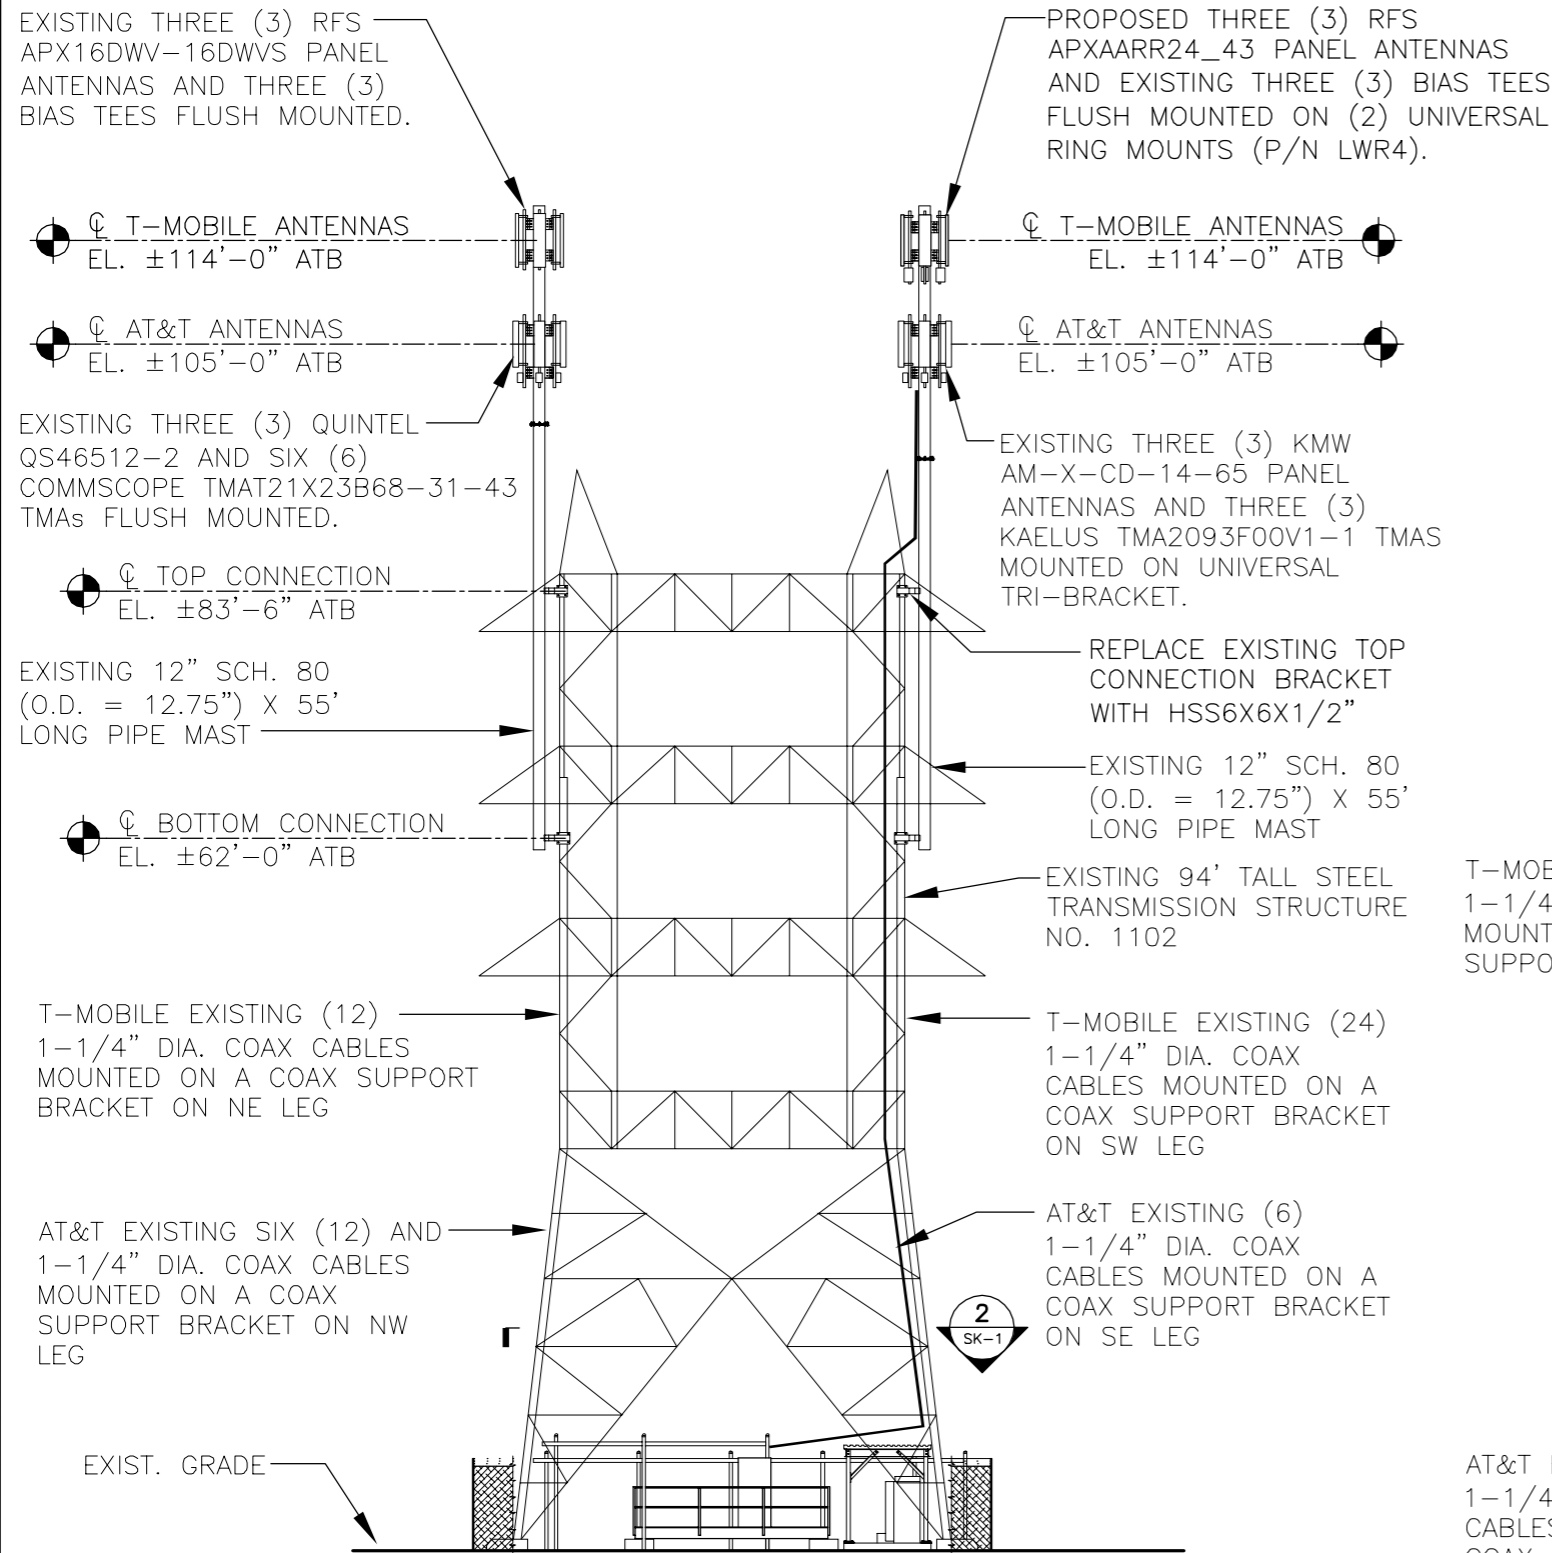 EXISTING THREE (3) RFS
APX16DWV-16DWVS PANEL
ANTENNAS AND THREE (3)
BIAS TEES FLUSH MOUNTED.
PROPOSED THREE (3) RFS
APXAARR24_43 PANEL ANTENNAS
AND EXISTING THREE (3) BIAS TEES
FLUSH MOUNTED ON (2) UNIVERSAL
RING MOUNTS (P/N LWR4).
℄ T-MOBILE ANTENNAS
EL. ±114'-0" ATB
℄ T-MOBILE ANTENNAS
EL. ±114'-0" ATB
℄ AT&T ANTENNAS
EL. ±105'-0" ATB
℄ AT&T ANTENNAS
EL. ±105'-0" ATB
EXISTING THREE (3) QUINTEL
QS46512-2 AND SIX (6)
COMMSCOPE TMAT21X23B68-31-43
TMAs FLUSH MOUNTED.
EXISTING THREE (3) KMW
AM-X-CD-14-65 PANEL
ANTENNAS AND THREE (3)
KAELUS TMA2093F00V1-1 TMAS
MOUNTED ON UNIVERSAL
TRI-BRACKET.
℄ TOP CONNECTION
EL. ±83'-6" ATB
REPLACE EXISTING TOP
CONNECTION BRACKET
WITH HSS6X6X1/2"
EXISTING 12" SCH. 80
(O.D. = 12.75") X 55'
LONG PIPE MAST
EXISTING 12" SCH. 80
(O.D. = 12.75") X 55'
LONG PIPE MAST
℄ BOTTOM CONNECTION
EL. ±62'-0" ATB
EXISTING 94' TALL STEEL
TRANSMISSION STRUCTURE
NO. 1102
T-MOB
1-1/4
MOUNT
SUPPO
T-MOBILE EXISTING (12)
1-1/4" DIA. COAX CABLES
MOUNTED ON A COAX SUPPORT
BRACKET ON NE LEG
T-MOBILE EXISTING (24)
1-1/4" DIA. COAX
CABLES MOUNTED ON A
COAX SUPPORT BRACKET
ON SW LEG
AT&T EXISTING SIX (12) AND
1-1/4" DIA. COAX CABLES
MOUNTED ON A COAX
SUPPORT BRACKET ON NW
LEG
AT&T EXISTING (6)
1-1/4" DIA. COAX
CABLES MOUNTED ON A
COAX SUPPORT BRACKET
ON SE LEG
2
SK-1
EXIST. GRADE
AT&T
1-1/4
CABLES